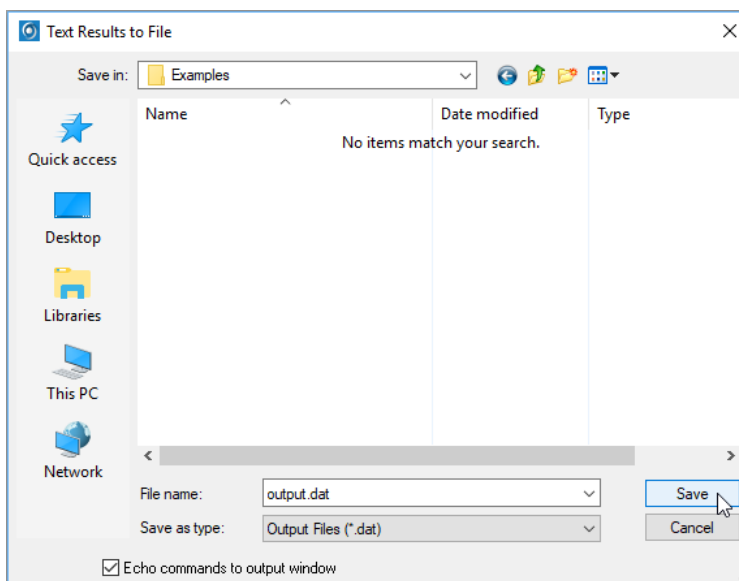 Text Results to File
Save in: Examples
Name Date modified Type
No items match your search.
Quick access
Desktop
Libraries
This PC
Network
File name: output.dat Save
Save as type: Output Files (*.dat) Cancel
Echo commands to output window